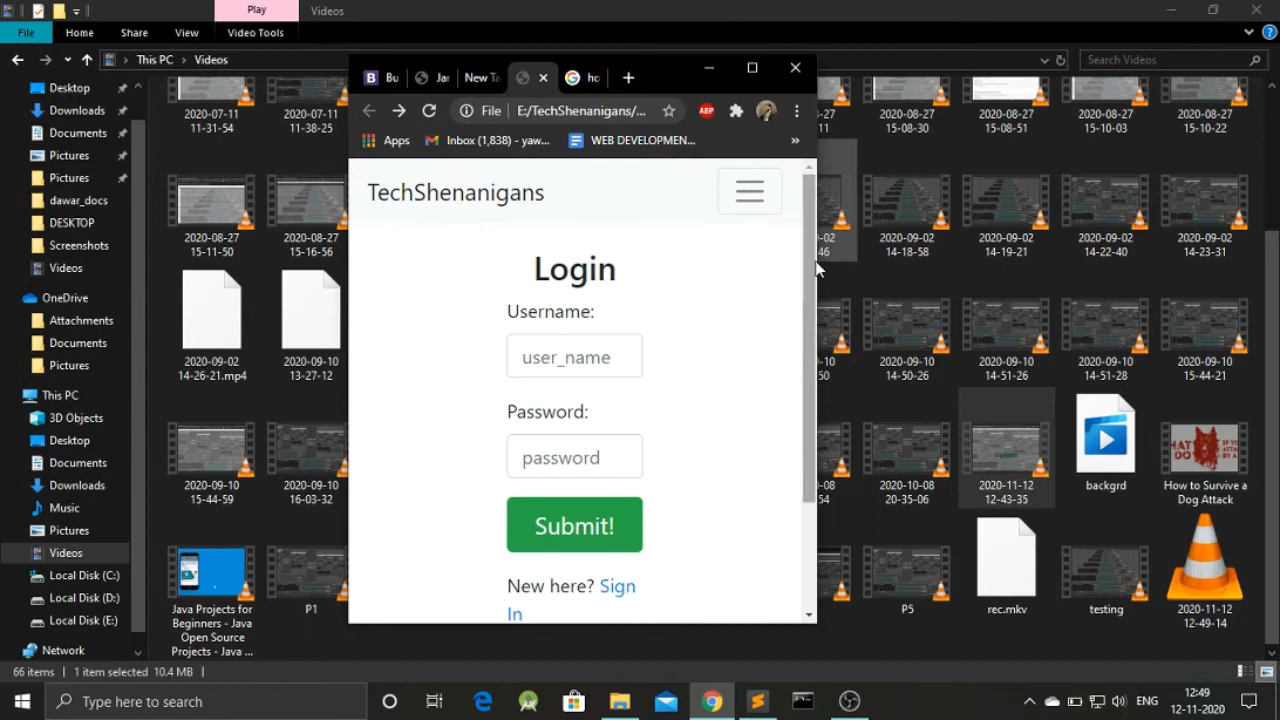 Play
Videos
File
Home
Share
View
Video Tools
This PC
Videos
Search Videos
Desktop
Downloads
Documents
Pictures
Pictures
dawar_docs
DESKTOP
Screenshots
Videos
OneDrive
Attachments
Documents
Pictures
This PC
3D Objects
Desktop
Documents
Downloads
Music
Pictures
Videos
Local Disk (C:)
Local Disk (D:)
Local Disk (E:)
Network
2020-07-11
11-31-54
2020-07-11
11-38-25
11
15-08-30
15-08-51
15-10-03
15-10-22
2020-08-27
15-11-50
2020-08-27
15-16-56
-02
46
2020-09-02
14-18-58
2020-09-02
14-19-21
2020-09-02
14-22-40
2020-09-02
14-23-31
2020-09-02
14-26-21.mp4
2020-09-10
13-27-12
-10
50
2020-09-10
14-50-26
2020-09-10
14-51-26
2020-09-10
14-51-28
2020-09-10
15-44-21
2020-09-10
15-44-59
2020-09-10
16-03-32
-08
54
2020-10-08
20-35-06
2020-11-12
12-43-35
backgrd
How to Survive a
Dog Attack
Java Projects for
Beginners - Java
Open Source
Projects - Java ...
P1
P5
rec.mkv
testing
2020-11-12
12-49-14
B
Bu
Jar
New Ta
G
ho
File
E:/TechShenanigans/...
ABP
Apps
Inbox (1,838) - yaw...
WEB DEVELOPMEN...
TechShenanigans
Login
Username:
user_name
Password:
password
Submit!
New here? Sign
In
66 items
1 item selected
10.4 MB
Type here to search
ENG
12:49
12-11-2020